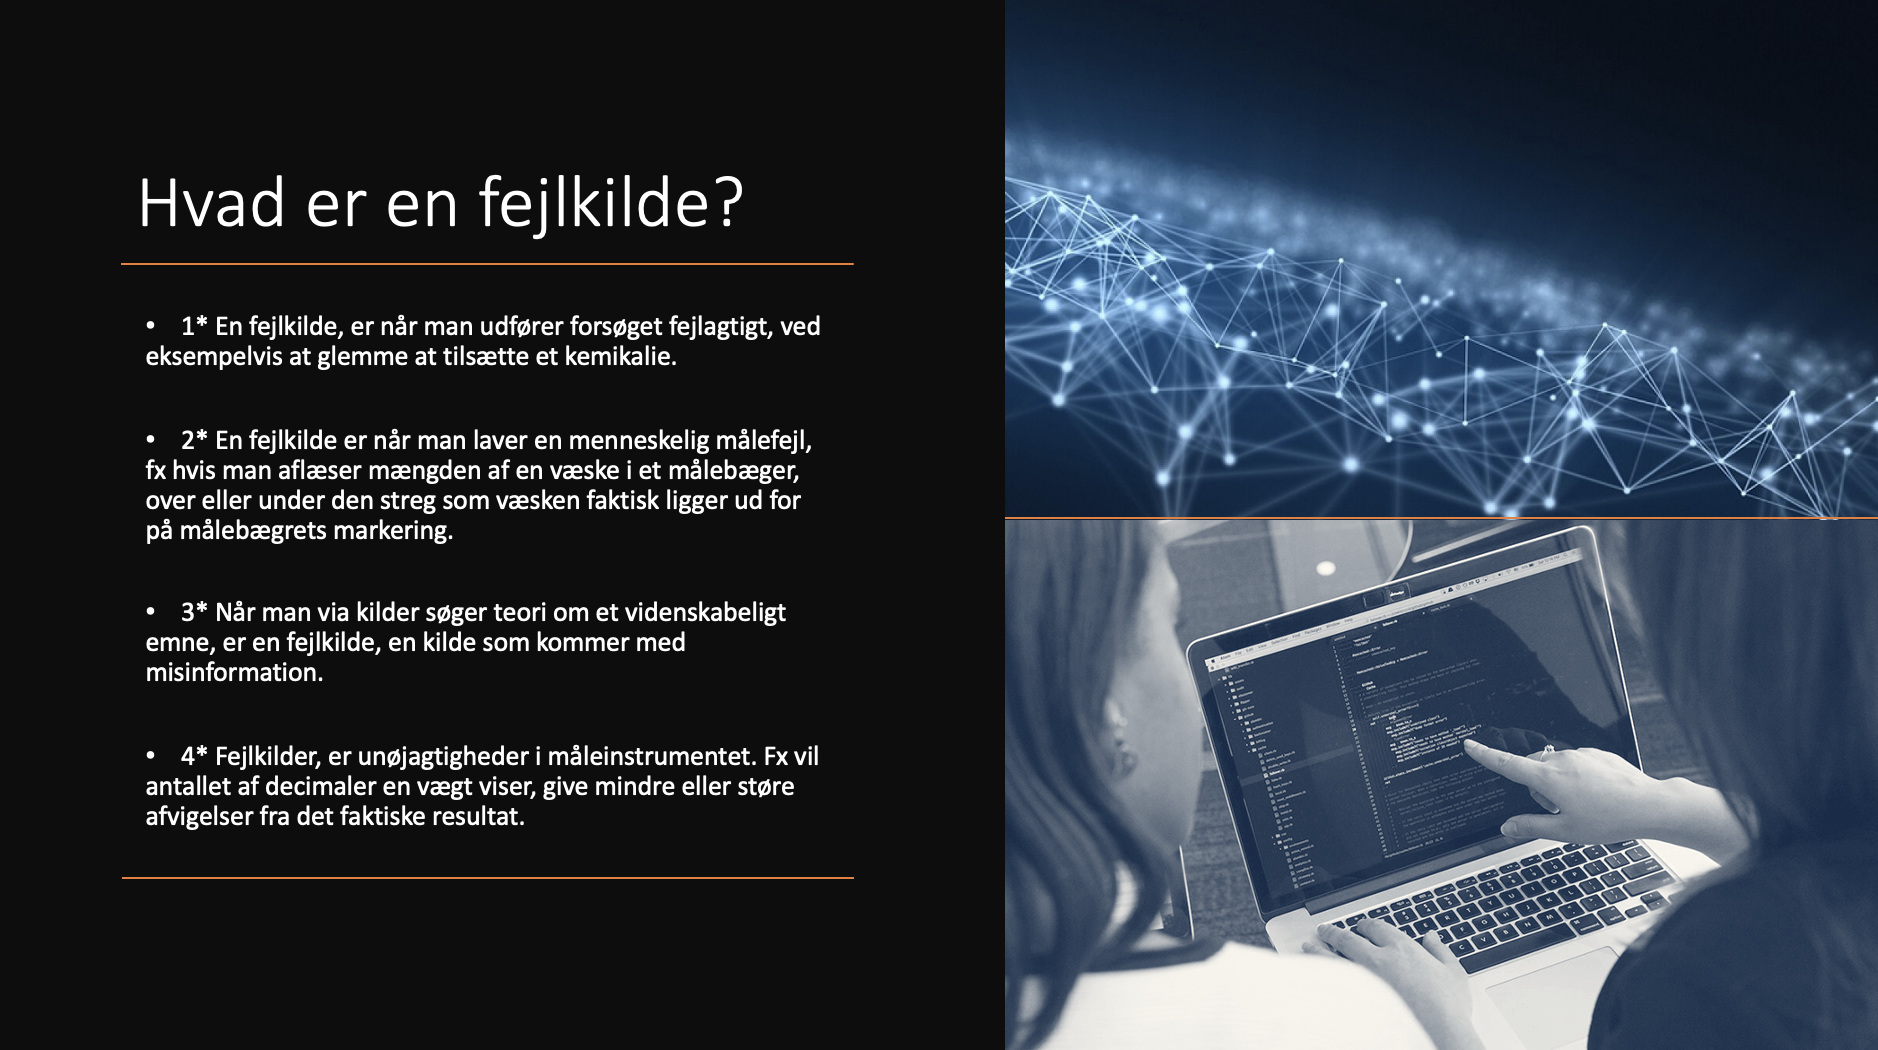 Hvad er en fejlkilde?
• 1* En fejlkilde, er når man udfører forsøget fejlagtigt, ved
eksempelvis at glemme at tilsætte et kemikalie.
• 2* En fejlkilde er når man laver en menneskelig målefejl,
fx hvis man aflæser mængden af en væske i et målebæger,
over eller under den streg som væsken faktisk ligger ud for
på målebægrets markering.
• 3* Når man via kilder søger teori om et videnskabeligt
emne, er en fejlkilde, en kilde som kommer med
misinformation.
• 4* Fejlkilder, er unøjagtigheder i måleinstrumentet. Fx vil
antallet af decimaler en vægt viser, give mindre eller større
afvigelser fra det faktiske resultat.